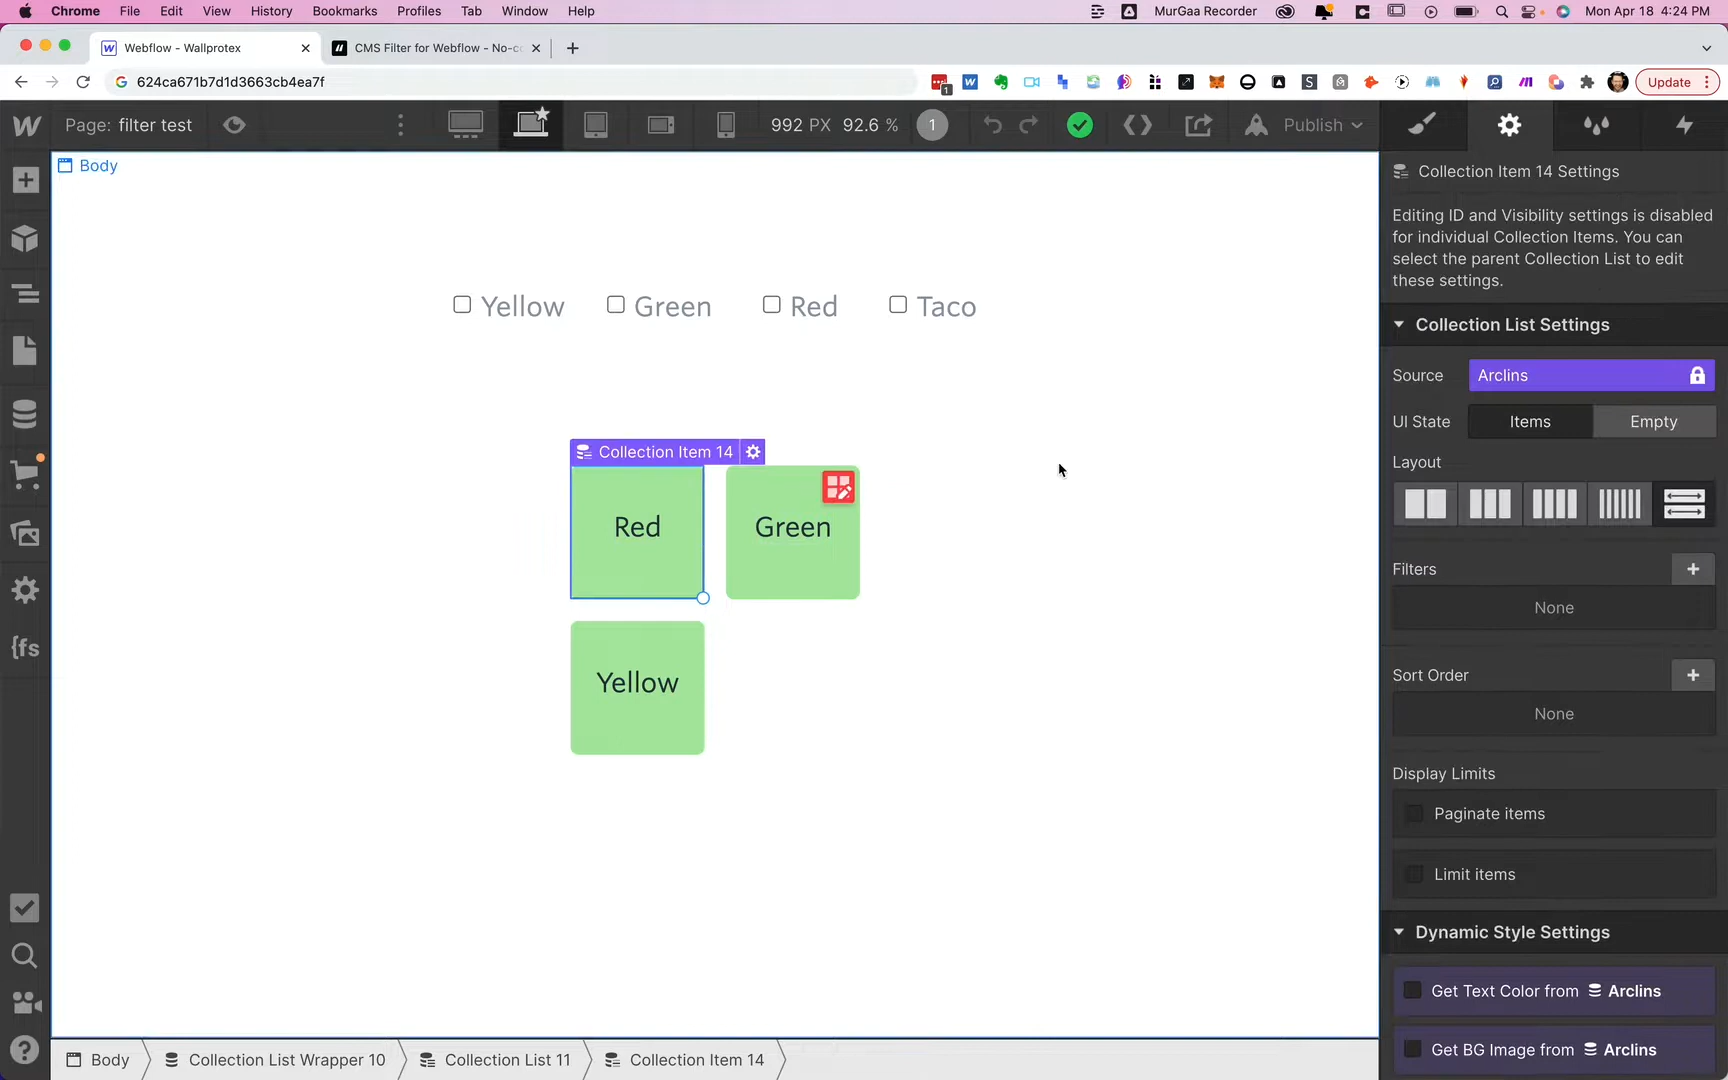 Chrome File Edit View History Bookmarks Profiles Tab Window Help
MurGaa Recorder
Mon Apr 18 4:24 PM
Webflow - Wallprotex
CMS Filter for Webflow - No-c
624ca671b7d1d3663cb4ea7f
1
Update
Page: filter test
992 PX 92.6 %
1
Publish
Body
Collection Item 14 Settings
Editing ID and Visibility settings is disabled
for individual Collection Items. You can
select the parent Collection List to edit
these settings.
Yellow
Green
Red
Taco
Collection List Settings
Source
Arclins
UI State
Items
Empty
Layout
Collection Item 14
Red
Green
Yellow
Filters
None
Sort Order
None
Display Limits
Paginate items
Limit items
{fs
Dynamic Style Settings
Get Text Color from Arclins
Get BG Image from Arclins
Body
Collection List Wrapper 10
Collection List 11
Collection Item 14